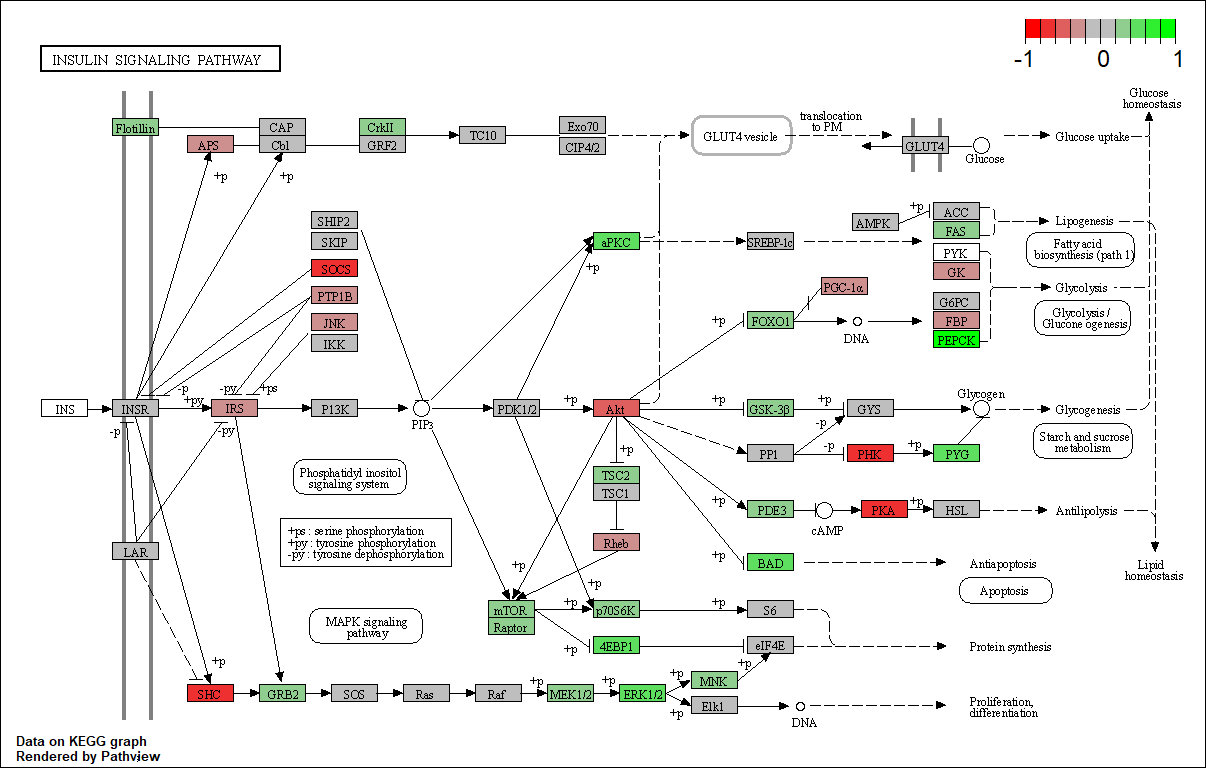 -1 0 1
INSULIN SIGNALING PATHWAY
Glucose
homeostasis
Flotillin
CAP
Cbl
APS
+p
+p
CrkII
GRF2
TC10
Exo70
CIP4/2
GLUT4 vesicle
translocation
to PM
GLUT4
Glucose
Glucose uptake
SHIP2
SKIP
SOCS
PTP1B
JNK
IKK
aPKC
+p
SREBP-1c
AMPK
+p
ACC
FAS
PYK
GK
G6PC
FBP
PEPCK
Lipogenesis
Fatty acid
biosynthesis (path 1)
Glycolysis
Glycolysis /
Glucone ogenesis
PGC-1α
FOXO1
+p
DNA
INS
INSR
-p
+py
-py
+ps
IRS
-p
-py
P13K
PIP3
PDK1/2
+p
Akt
GSK-3β
+p
GYS
Glycogen
Glycogenesis
Starch and sucrose
metabolism
PP1
-p
-p
PHK
+p
PYG
Phosphatidyl inositol
signaling system
+p
TSC2
TSC1
+p
PDE3
cAMP
PKA
+p
HSL
Antilipolysis
+ps : serine phosphorylation
+py : tyrosine phosphorylation
-py : tyrosine dephosphorylation
LAR
Rheb
+p
+p
+p
BAD
Antiapoptosis
Apoptosis
Lipid
homeostasis
mTOR
Raptor
+p
+p
p70S6K
+p
S6
4EBP1
eIF4E
+p
Protein synthesis
MAPK signaling
pathway
+p
SHC
GRB2
SOS
Ras
Raf
+p
MEK1/2
+p
ERK1/2
+p
+p
MNK
Elk1
DNA
Proliferation,
differentiation
Data on KEGG graph
Rendered by Pathview